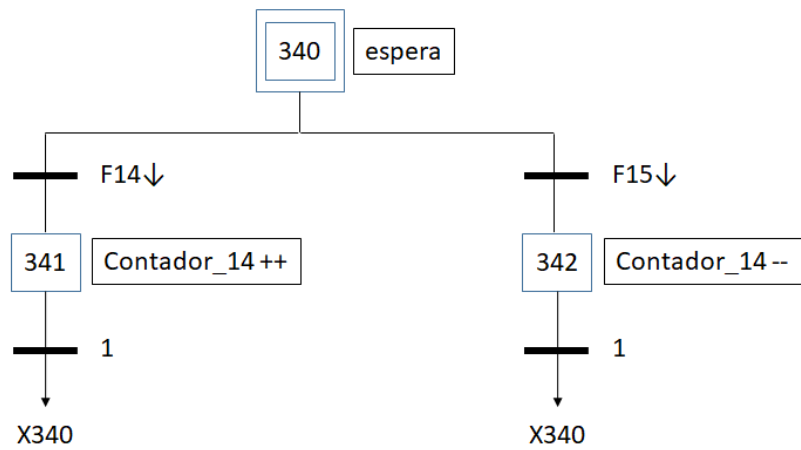 340
espera
F14↓
F15↓
341
Contador_14 ++
342
Contador_14 --
1
1
X340
X340